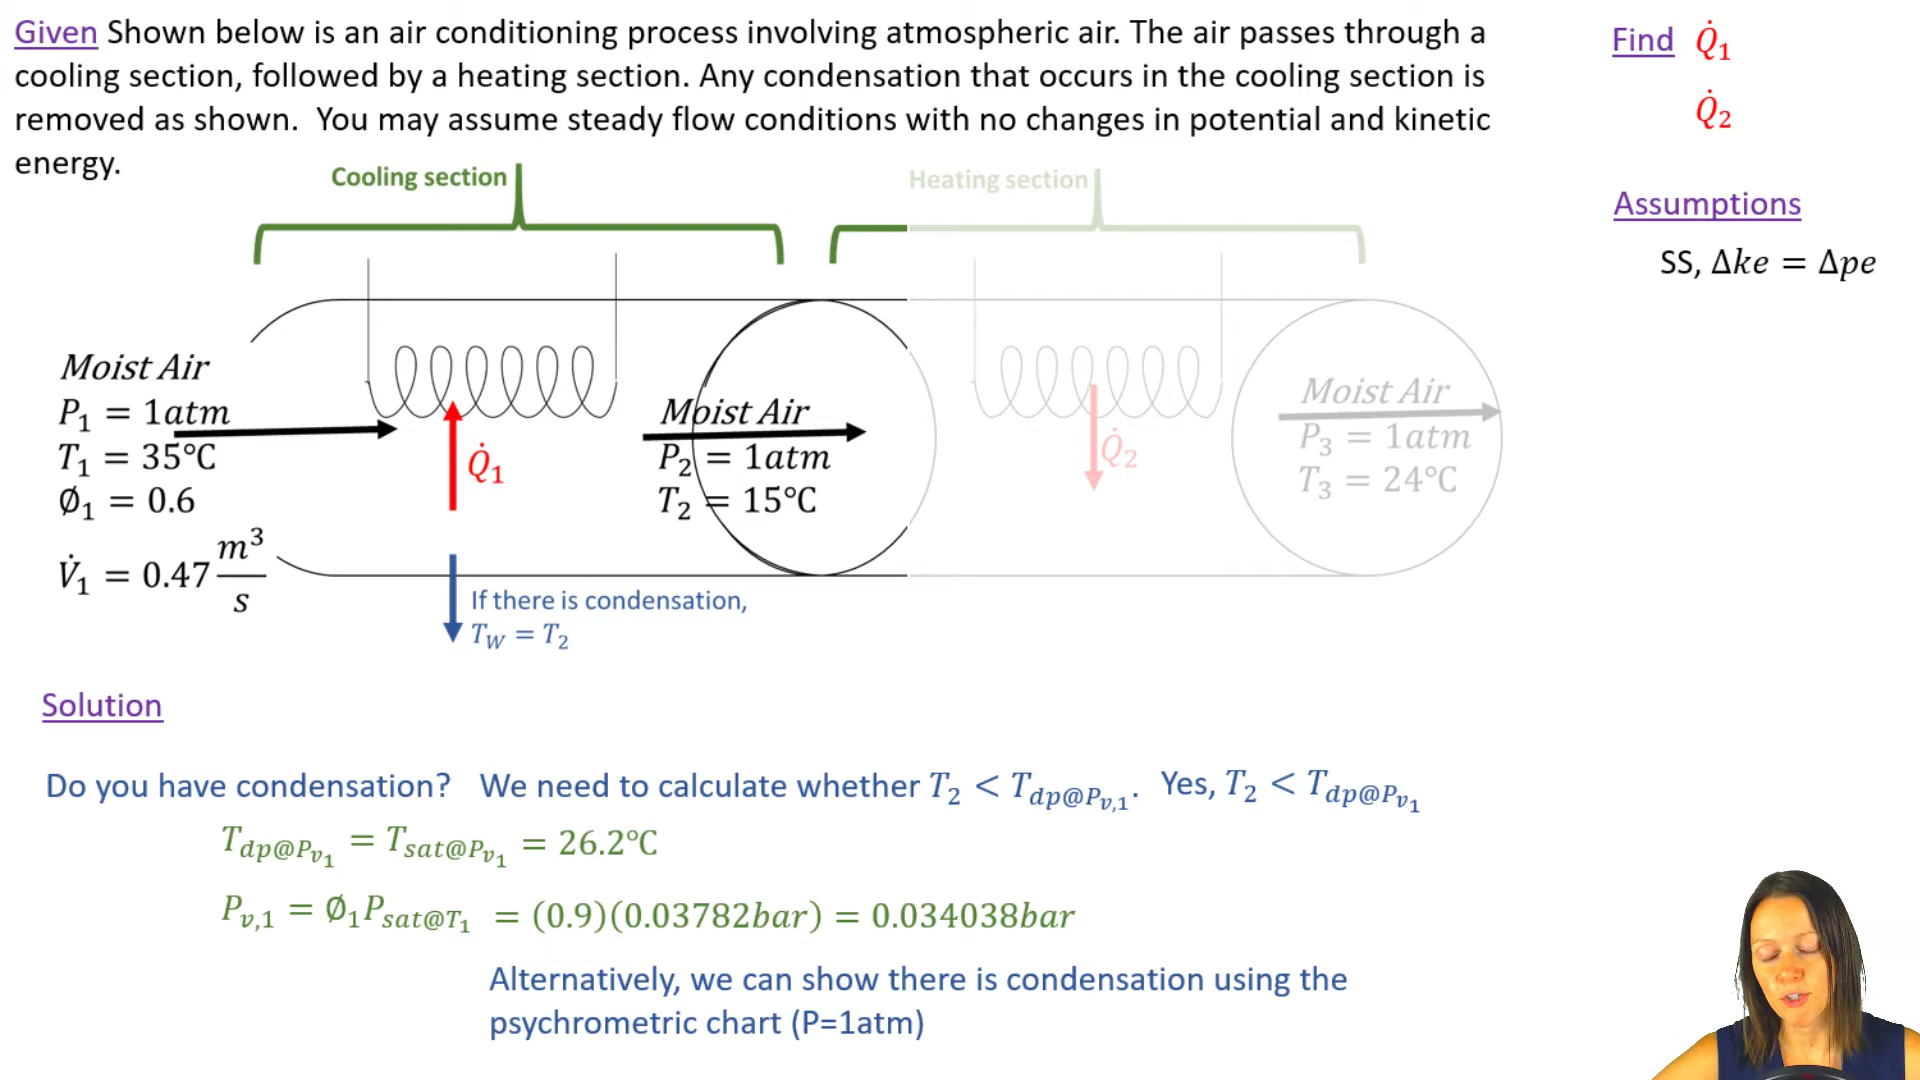 Given Shown below is an air conditioning process involving atmospheric air. The air passes through a
cooling section, followed by a heating section. Any condensation that occurs in the cooling section is
removed as shown.  You may assume steady flow conditions with no changes in potential and kinetic
energy.
Find Q̇₁
Q̇₂
Assumptions
SS, Δke = Δpe
Cooling section
Heating section
Moist Air
P₁ = 1atm
T₁ = 35℃
∅₁ = 0.6
V̇₁ = 0.47 m³/s
Q̇₁
Moist Air
P₂ = 1atm
T₂ = 15℃
If there is condensation,
T_W = T₂
Q̇₂
Moist Air
P₃ = 1atm
T₃ = 24℃
Solution
Do you have condensation?   We need to calculate whether T₂ < T_dp@P_v,1.  Yes, T₂ < T_dp@P_v₁
T_dp@P_v₁ = T_sat@P_v₁ = 26.2℃
P_v,1 = ∅₁P_sat@T₁ = (0.9)(0.03782bar) = 0.034038bar
Alternatively, we can show there is condensation using the
psychrometric chart (P=1atm)